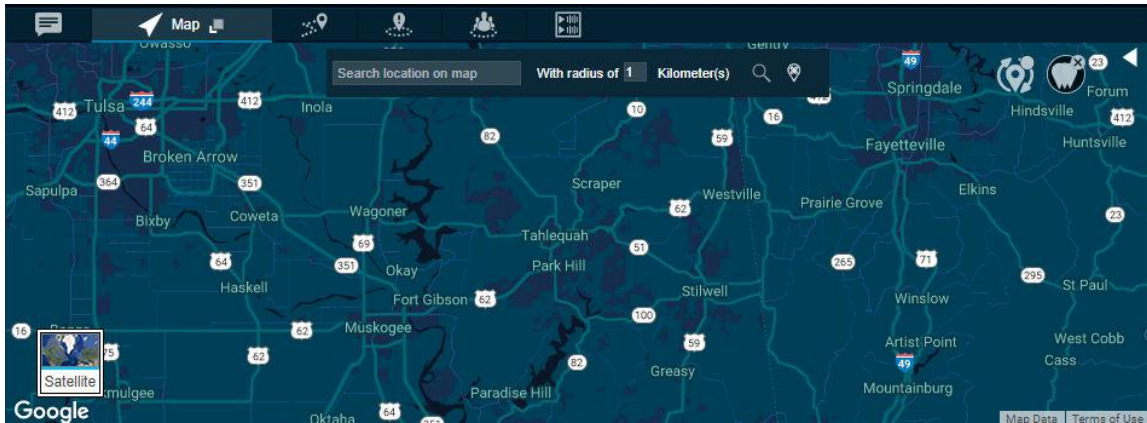 Map
Owasso
Gentry
49
Search location on map
With radius of 1 Kilometer(s)
23
412
Tulsa
244
412
Inola
10
412
Springdale
Forum
Hindsville
412
64
44
82
59
16
Fayetteville
Huntsville
Broken Arrow
Sapulpa
364
351
Scraper
Westville
Elkins
Bixby
Coweta
Wagoner
62
Prairie Grove
23
69
Tahlequah
51
64
351
Okay
Park Hill
265
71
295
Haskell
Fort Gibson
62
Stilwell
Winslow
St Paul
16
62
Muskogee
100
62
59
Artist Point
West Cobb
75
82
Greasy
49
Cass
Satellite
Paradise Hill
Mountainburg
Google
Oktaha
64
351
Map Data
Terms of Use